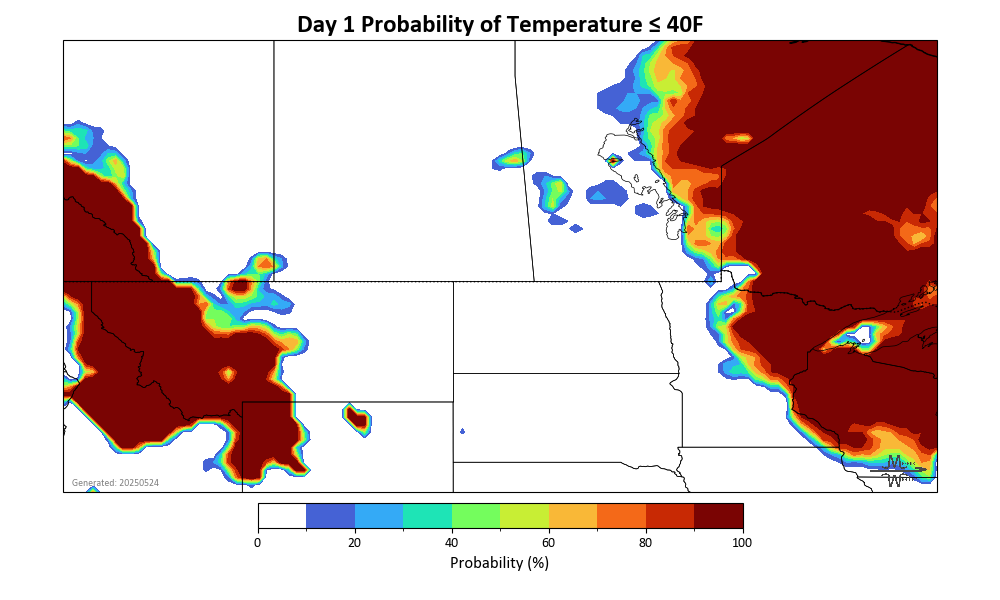 Day 1 Probability of Temperature ≤ 40F
Generated: 20250524
0 20 40 60 80 100
Probability (%)